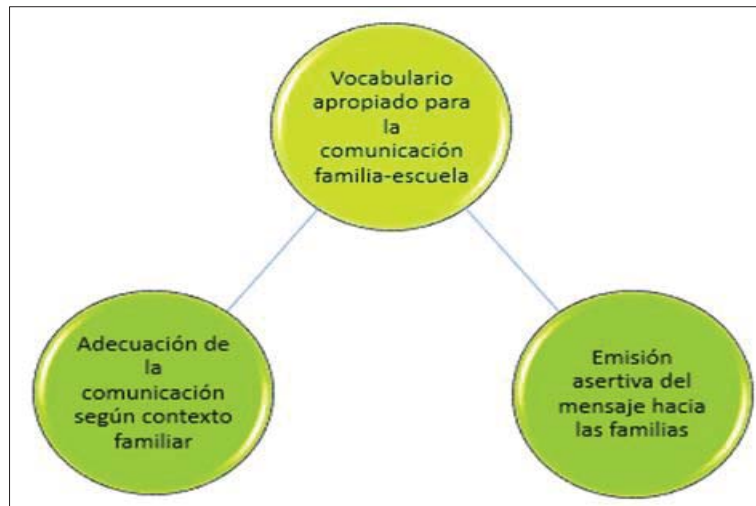 Vocabulario
apropiado para
la
comunicación
familia-escuela
Adecuación de
la
comunicación
según contexto
familiar
Emisión
asertiva del
mensaje hacia
las familias